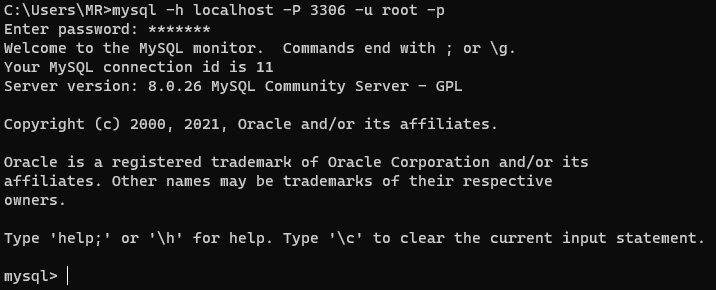 C:\Users\MR>mysql -h localhost -P 3306 -u root -p
Enter password: *******
Welcome to the MySQL monitor.  Commands end with ; or \g.
Your MySQL connection id is 11
Server version: 8.0.26 MySQL Community Server - GPL

Copyright (c) 2000, 2021, Oracle and/or its affiliates.

Oracle is a registered trademark of Oracle Corporation and/or its
affiliates. Other names may be trademarks of their respective
owners.

Type 'help;' or '\h' for help. Type '\c' to clear the current input statement.

mysql>